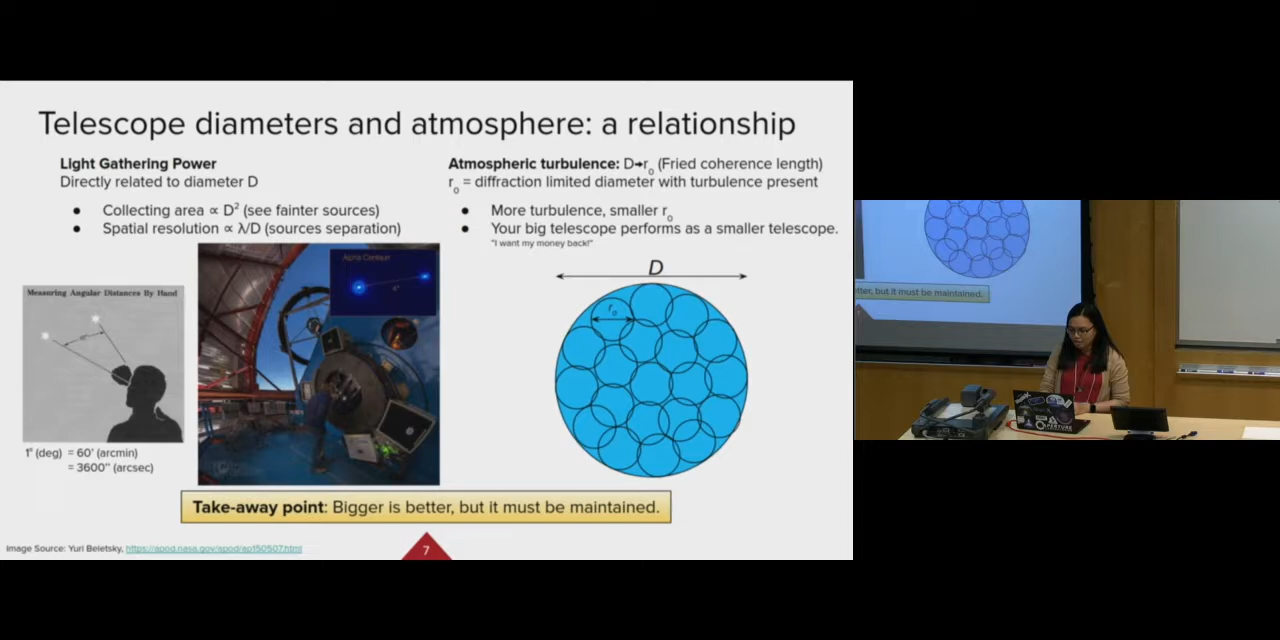 Telescope diameters and atmosphere: a relationship
Light Gathering Power
Directly related to diameter D
● Collecting area ∝ D² (see fainter sources)
● Spatial resolution ∝ λ/D (sources separation)
Atmospheric turbulence: D→r₀ (Fried coherence length)
r₀ = diffraction limited diameter with turbulence present
● More turbulence, smaller r₀
● Your big telescope performs as a smaller telescope.
"I want my money back!"
Measuring Angular Distances By Hand
Alpha Centauri
4"
D
r₀
1° (deg) = 60' (arcmin)
= 3600" (arcsec)
Take-away point: Bigger is better, but it must be maintained.
Image Source: Yuri Beletsky, https://apod.nasa.gov/apod/ap150507.html
7
etter, but it must be maintained.
APERTURE